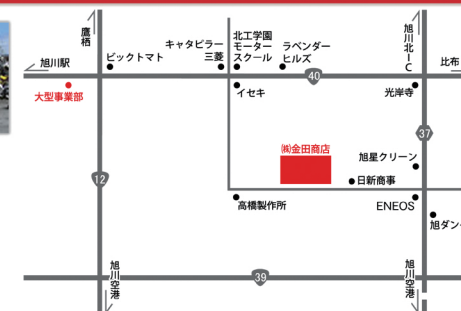 鷹栖
旭川駅
大型事業部
ビックトマト
キャタピラー
三菱
北工学園
モーター
スクール
ラベンダー
ヒルズ
旭川北IC
比布
イセキ
40
光岸寺
37
㈱金田商店
旭星クリーン
日新商事
12
高橋製作所
ENEOS
旭ダン
旭川空港
39
旭川空港